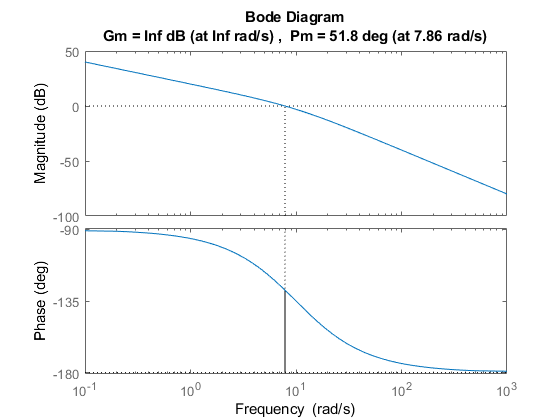 Bode Diagram
Gm = Inf dB (at Inf rad/s) ,  Pm = 51.8 deg (at 7.86 rad/s)
50
0
-50
-100
Magnitude (dB)
-90
-135
-180
Phase (deg)
10^-1
10^0
10^1
10^2
10^3
Frequency  (rad/s)